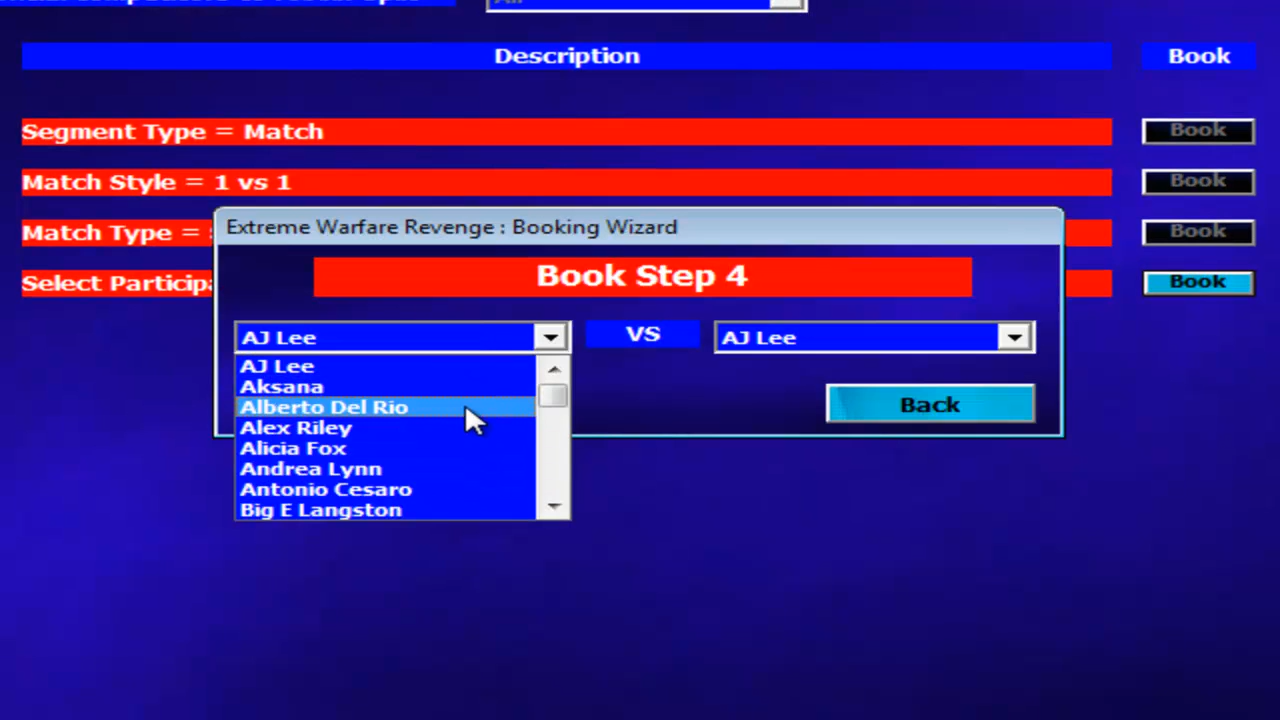 Description Book
Segment Type = Match Book
Match Style = 1 vs 1 Book
Match Type = Book
Select Book
Extreme Warfare Revenge : Booking Wizard
Book Step 4
AJ Lee VS AJ Lee
AJ Lee
Aksana
Alberto Del Rio
Alex Riley
Alicia Fox
Andrea Lynn
Antonio Cesaro
Big E Langston
Back